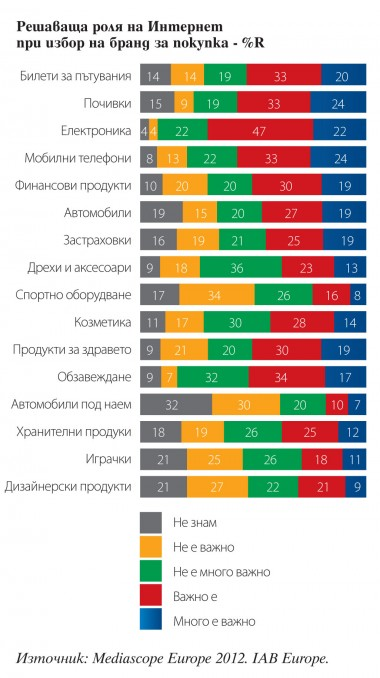 Решаваща роля на Интернет
при избор на бранд за покупка - %R
Билети за пътувания 14 14 19 33 20
Почивки 15 9 19 33 24
Електроника 4 4 22 47 22
Мобилни телефони 8 13 22 33 24
Финансови продукти 10 20 20 30 19
Автомобили 19 15 20 27 19
Застраховки 16 19 21 25 19
Дрехи и аксесоари 9 18 36 23 13
Спортно оборудване 17 34 26 16 8
Козметика 11 17 30 28 14
Продукти за здравето 9 21 20 30 19
Обзавеждане 9 7 32 34 17
Автомобили под наем 32 30 20 10 7
Хранителни продуки 18 19 26 25 12
Играчки 21 25 26 18 11
Дизайнерски продукти 21 27 22 21 9
Не знам
Не е важно
Не е много важно
Важно е
Много е важно
Източник: Mediascope Europe 2012. IAB Europe.